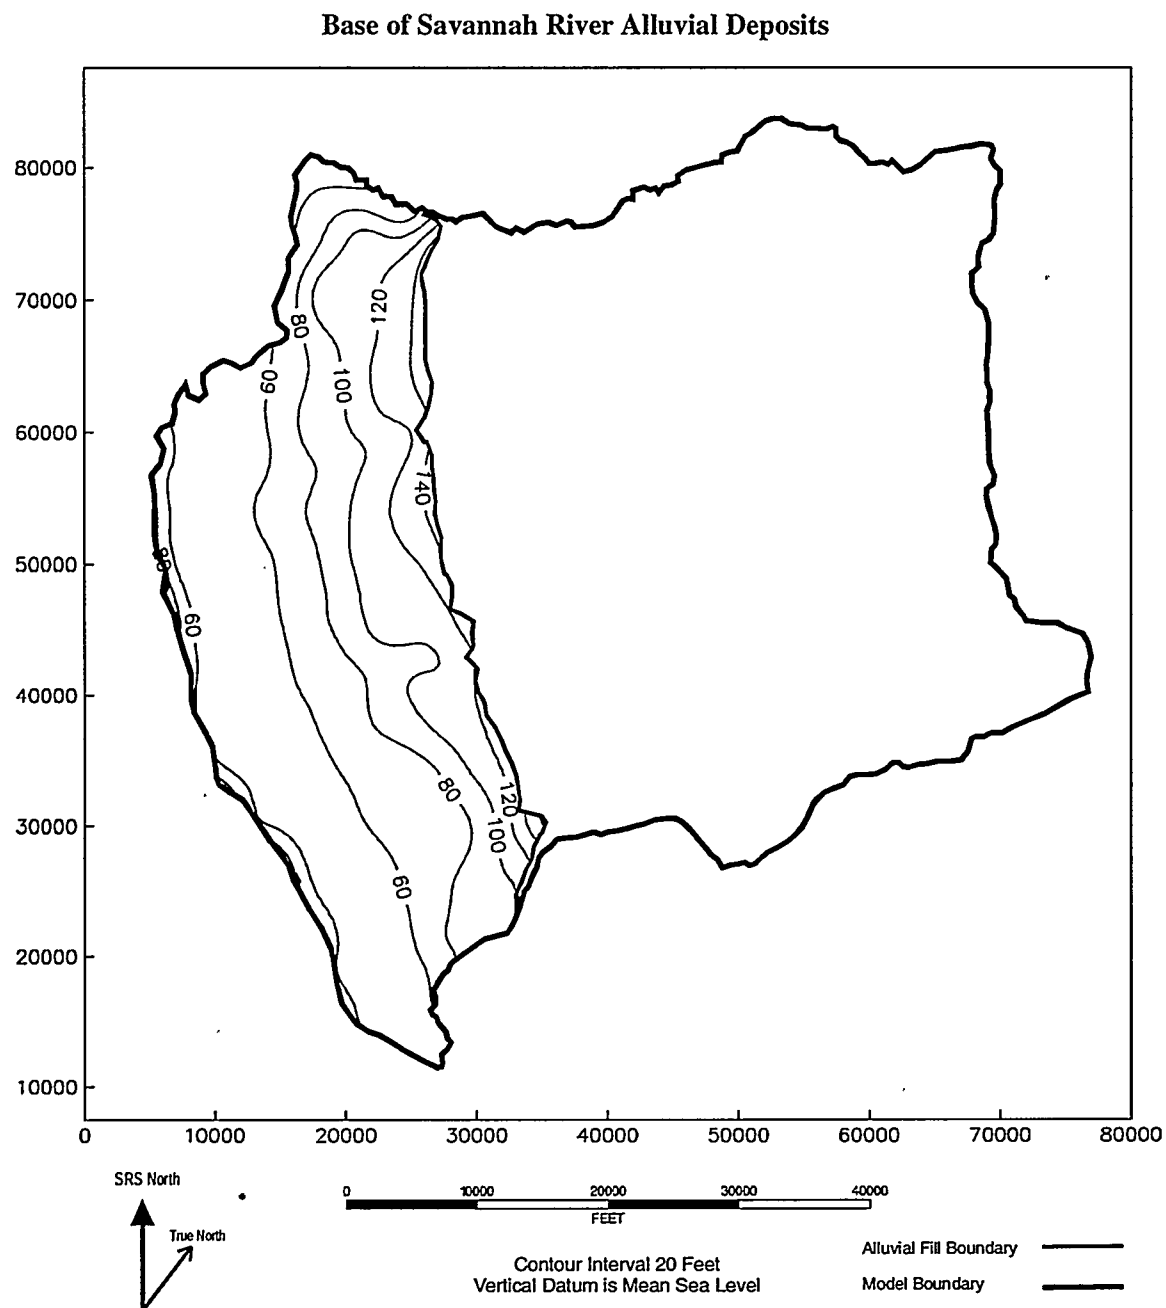 Base of Savannah River Alluvial Deposits
80000
70000
60000
50000
40000
30000
20000
10000
80
120
60
100
140
80
60
80
120
100
60
0 10000 20000 30000 40000 50000 60000 70000 80000
SRS North
True North
0 10000 20000 30000 40000
FEET
Contour Interval 20 Feet
Vertical Datum is Mean Sea Level
Alluvial Fill Boundary
Model Boundary